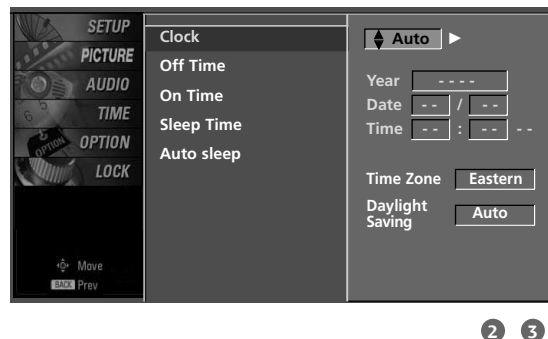 SETUP
PICTURE
AUDIO
TIME
OPTION
LOCK
Move
BACK Prev
Clock
Off Time
On Time
Sleep Time
Auto sleep
Auto
Year - - - -
Date - - / - -
Time - - : - - - -
Time Zone Eastern
Daylight
Saving Auto
2 3